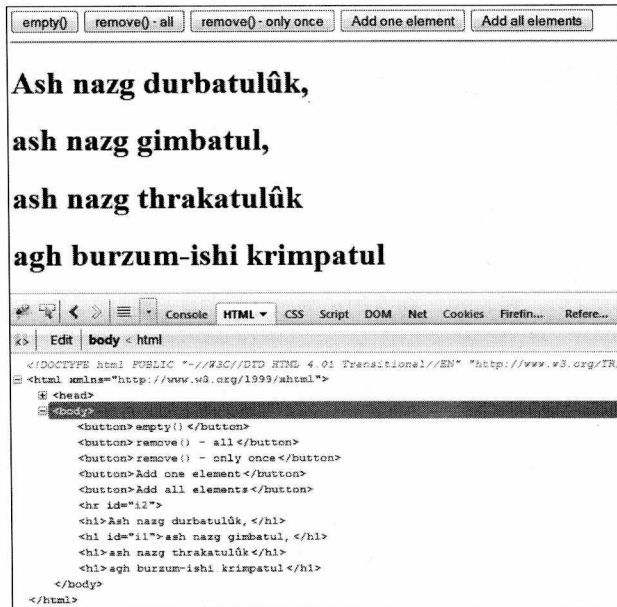 empty() remove() - all remove() - only once Add one element Add all elements
Ash nazg durbatulûk,
ash nazg gimbatul,
ash nazg thrakatulûk
agh burzum-ishi krimpatul
Console HTML CSS Script DOM Net Cookies Firefin... Refere...
Edit body < html
<!DOCTYPE html PUBLIC "-//W3C//DTD HTML 4.01 Transitional//EN" "http://www.w3.org/TR
<html xmlns="http://www.w3.org/1999/xhtml">
<head>
<body>
<button>empty()</button>
<button>remove() - all</button>
<button>remove() - only once</button>
<button>Add one element</button>
<button>Add all elements</button>
<hr id="i2">
<h1>Ash nazg durbatulûk,</h1>
<h1 id="i1">ash nazg gimbatul,</h1>
<h1>ash nazg thrakatulûk</h1>
<h1>agh burzum-ishi krimpatul</h1>
</body>
</html>